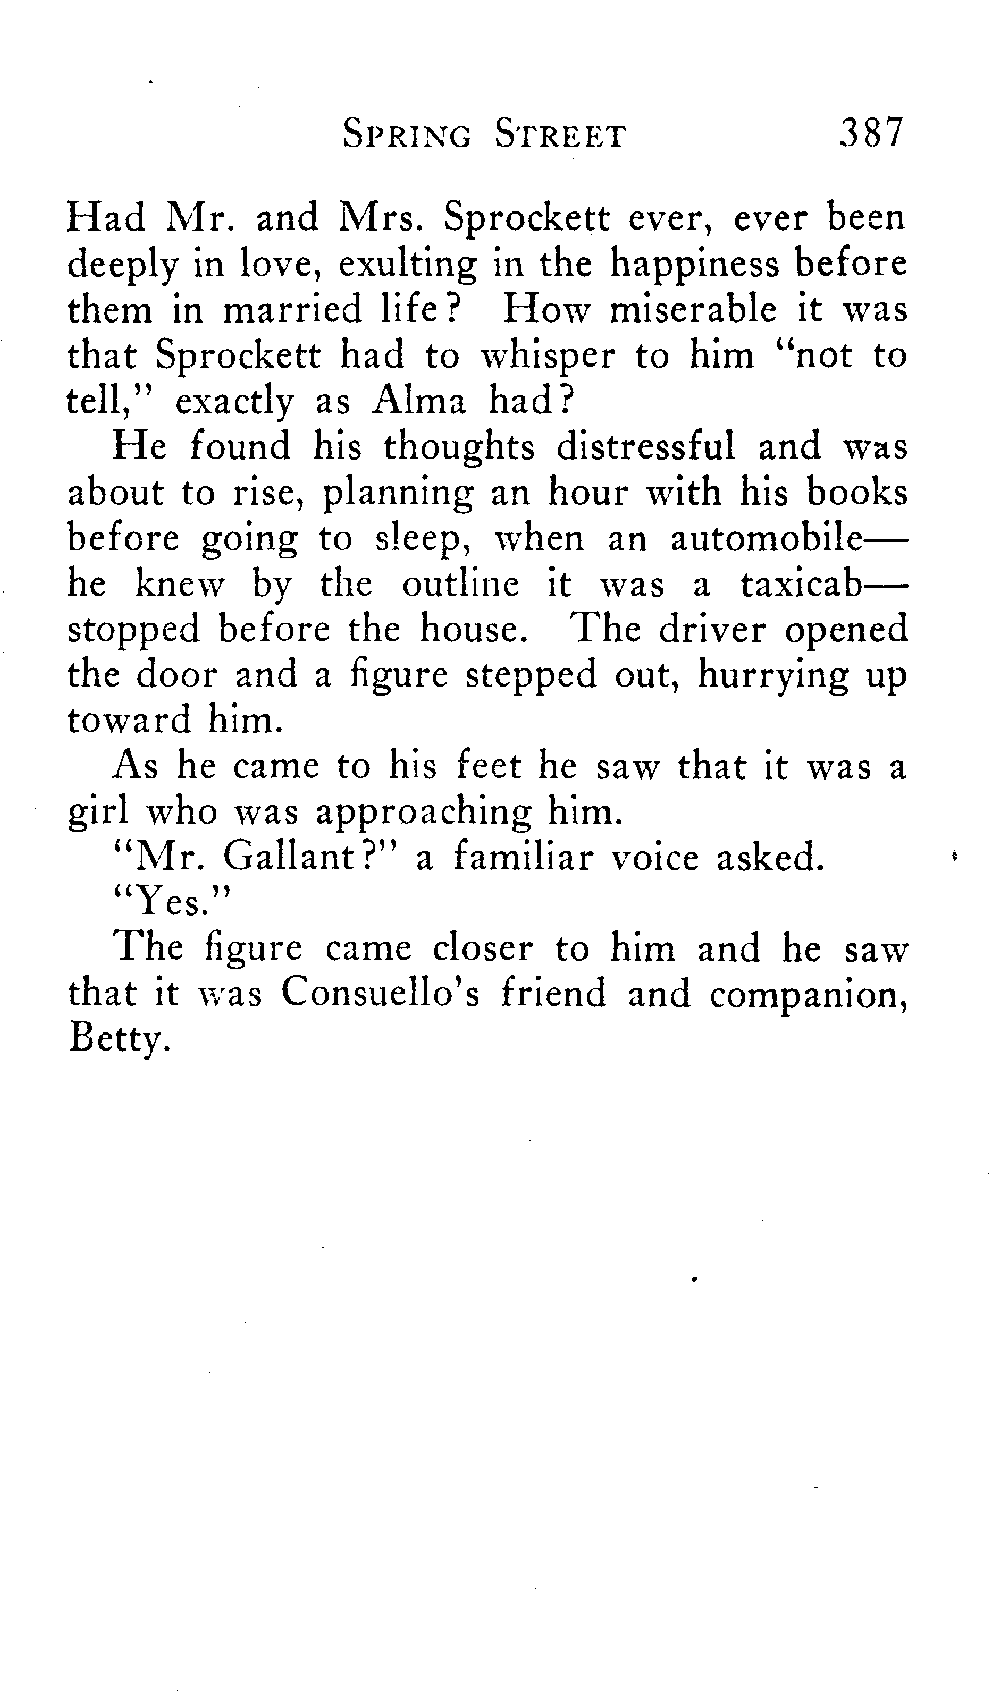 SPRING STREET 387
Had Mr. and Mrs. Sprockett ever, ever been
deeply in love, exulting in the happiness before
them in married life? How miserable it was
that Sprockett had to whisper to him “not to
tell,” exactly as Alma had?
He found his thoughts distressful and was
about to rise, planning an hour with his books
before going to sleep, when an automobile—
he knew by the outline it was a taxicab—
stopped before the house. The driver opened
the door and a figure stepped out, hurrying up
toward him.
As he came to his feet he saw that it was a
girl who was approaching him.
“Mr. Gallant?” a familiar voice asked.
“Yes.”
The figure came closer to him and he saw
that it was Consuello’s friend and companion,
Betty.